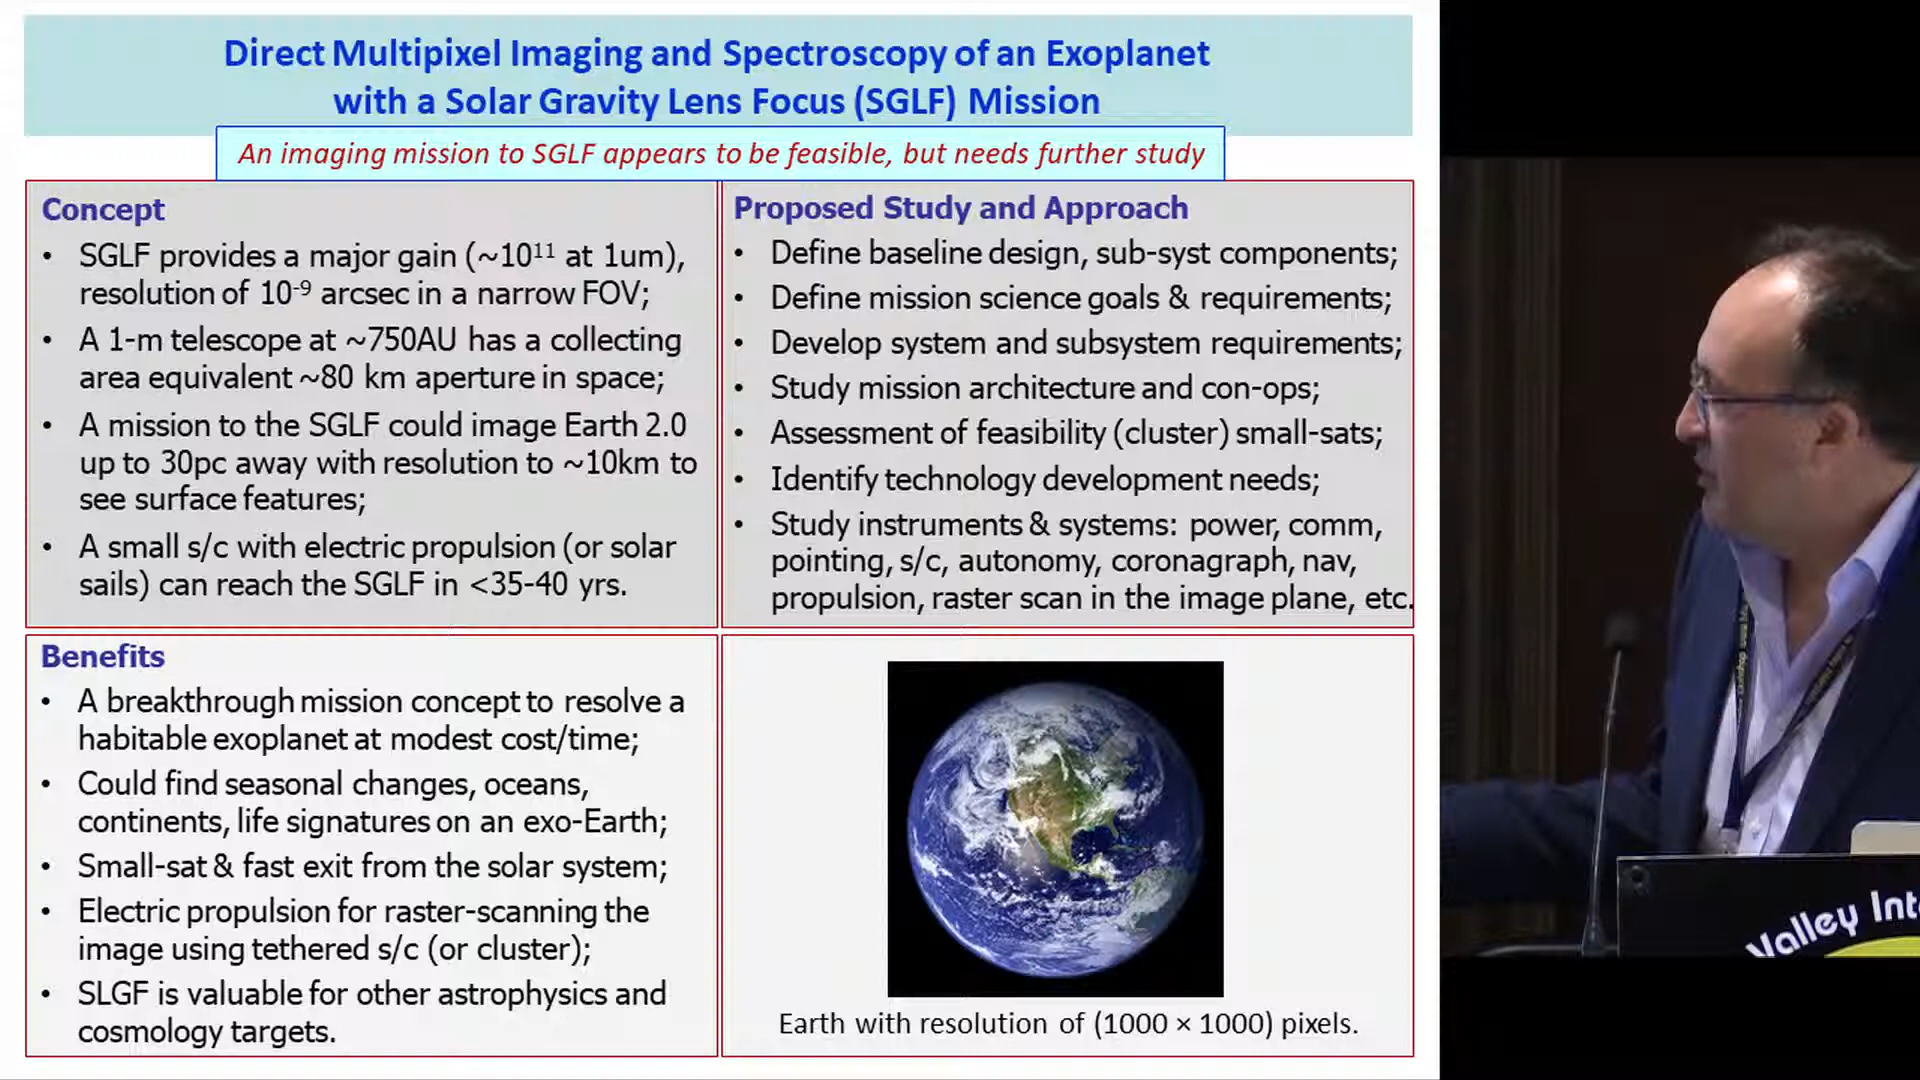 Direct Multipixel Imaging and Spectroscopy of an Exoplanet
with a Solar Gravity Lens Focus (SGLF) Mission
An imaging mission to SGLF appears to be feasible, but needs further study
Concept
• SGLF provides a major gain (~10¹¹ at 1um),
resolution of 10⁻⁹ arcsec in a narrow FOV;
• A 1-m telescope at ~750AU has a collecting
area equivalent ~80 km aperture in space;
• A mission to the SGLF could image Earth 2.0
up to 30pc away with resolution to ~10km to
see surface features;
• A small s/c with electric propulsion (or solar
sails) can reach the SGLF in <35-40 yrs.
Proposed Study and Approach
• Define baseline design, sub-syst components;
• Define mission science goals & requirements;
• Develop system and subsystem requirements;
• Study mission architecture and con-ops;
• Assessment of feasibility (cluster) small-sats;
• Identify technology development needs;
• Study instruments & systems: power, comm,
pointing, s/c, autonomy, coronagraph, nav,
propulsion, raster scan in the image plane, etc.
Benefits
• A breakthrough mission concept to resolve a
habitable exoplanet at modest cost/time;
• Could find seasonal changes, oceans,
continents, life signatures on an exo-Earth;
• Small-sat & fast exit from the solar system;
• Electric propulsion for raster-scanning the
image using tethered s/c (or cluster);
• SLGF is valuable for other astrophysics and
cosmology targets.
Earth with resolution of (1000 × 1000) pixels.
Valley Inte